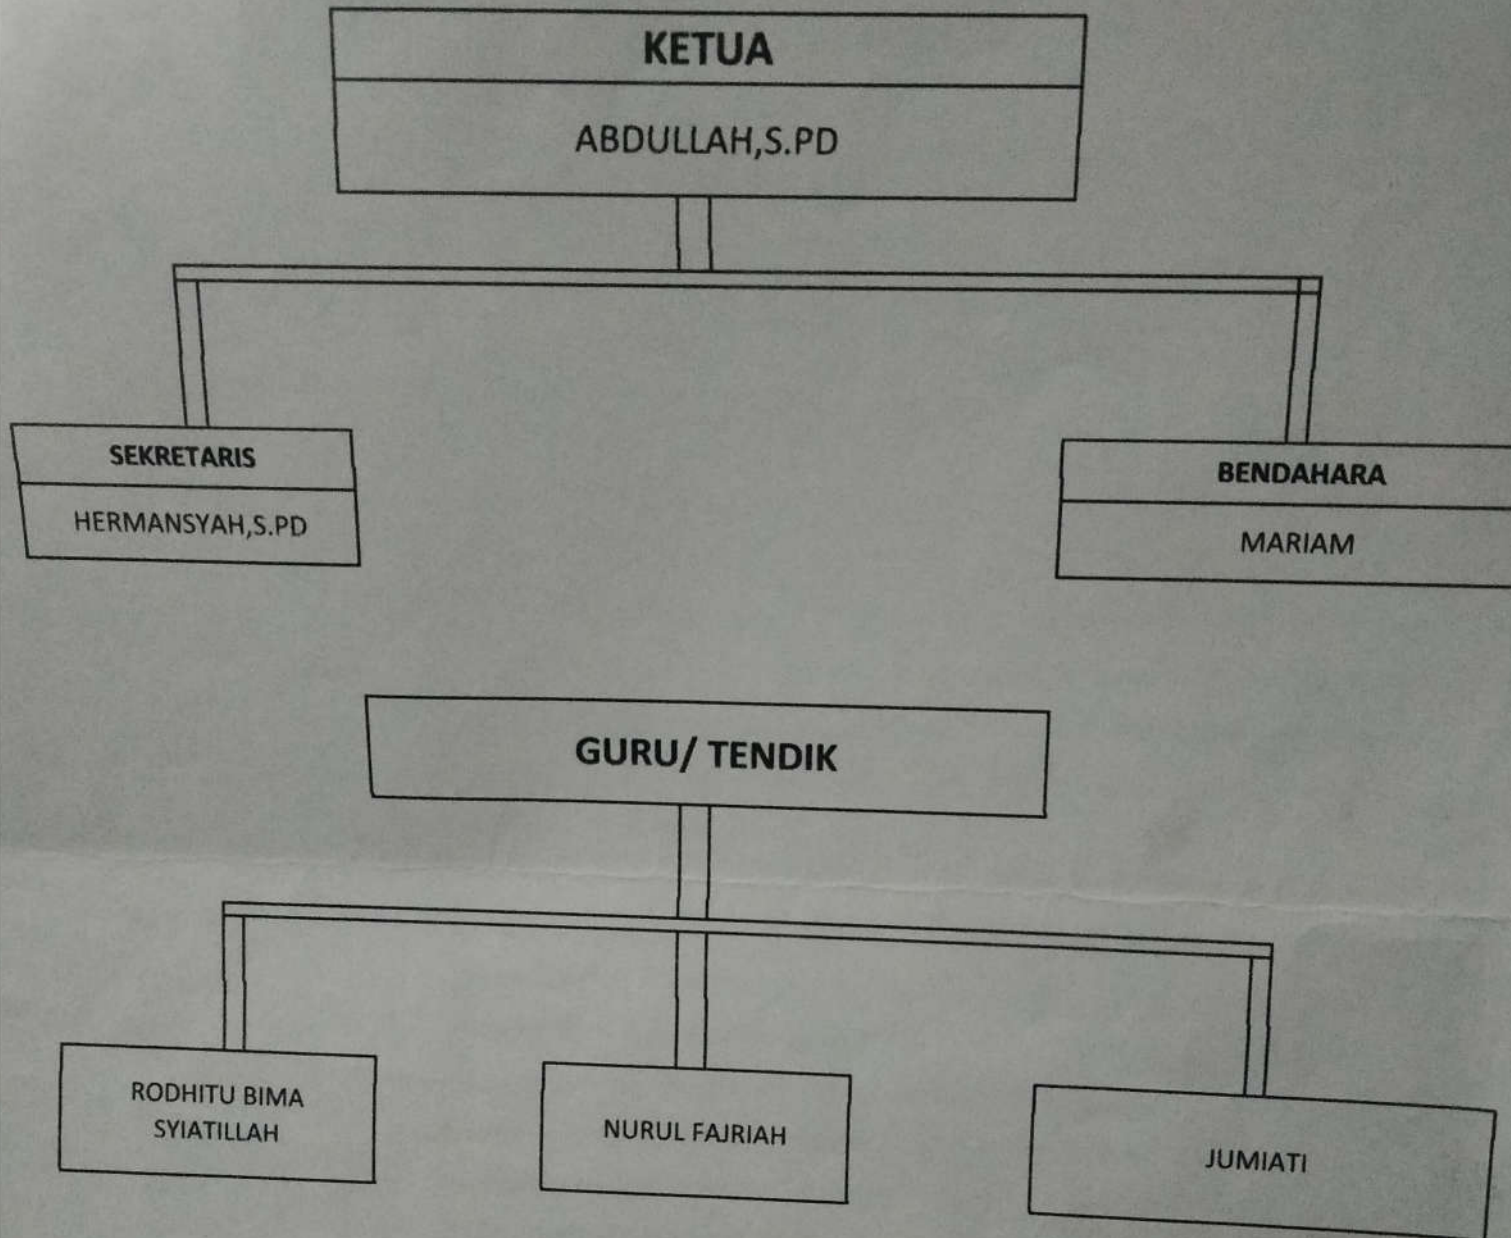 KETUA
ABDULLAH,S.PD
SEKRETARIS
HERMANSYAH,S.PD
BENDAHARA
MARIAM
GURU/ TENDIK
RODHITU BIMA
SYIATILLAH
NURUL FAJRIAH
JUMIATI